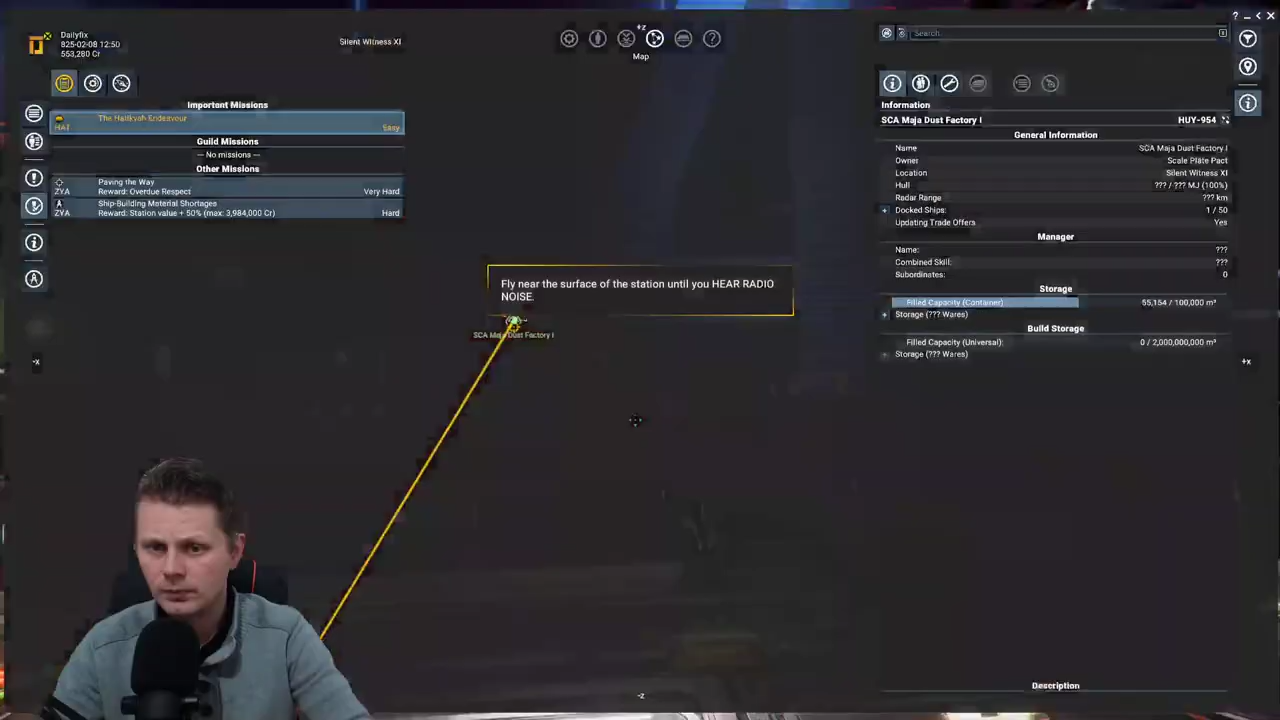 Dailyfix
825-02-08 12:50
553,280 Cr
Silent Witness XI
+Z
Map
?
Search
Important Missions
The Hatikvah Endeavour
HAT Easy
Guild Missions
— No missions —
Other Missions
Paving the Way
ZYA Reward: Overdue Respect Very Hard
Ship-Building Material Shortages
ZYA Reward: Station value + 50% (max: 3,984,000 Cr) Hard
Fly near the surface of the station until you HEAR RADIO
NOISE.
SCA Maja Dust Factory I
-X
+X
-Z
Information
SCA Maja Dust Factory I HUY-954
General Information
Name SCA Maja Dust Factory I
Owner Scale Plate Pact
Location Silent Witness XI
Hull ??? / ??? MJ (100%)
Radar Range ??? km
+ Docked Ships: 1 / 50
Updating Trade Offers Yes
Manager
Name: ???
Combined Skill: ???
Subordinates: 0
Storage
Filled Capacity (Container) 55,154 / 100,000 m³
+ Storage (??? Wares)
Build Storage
Filled Capacity (Universal): 0 / 2,000,000,000 m³
Storage (??? Wares)
Description